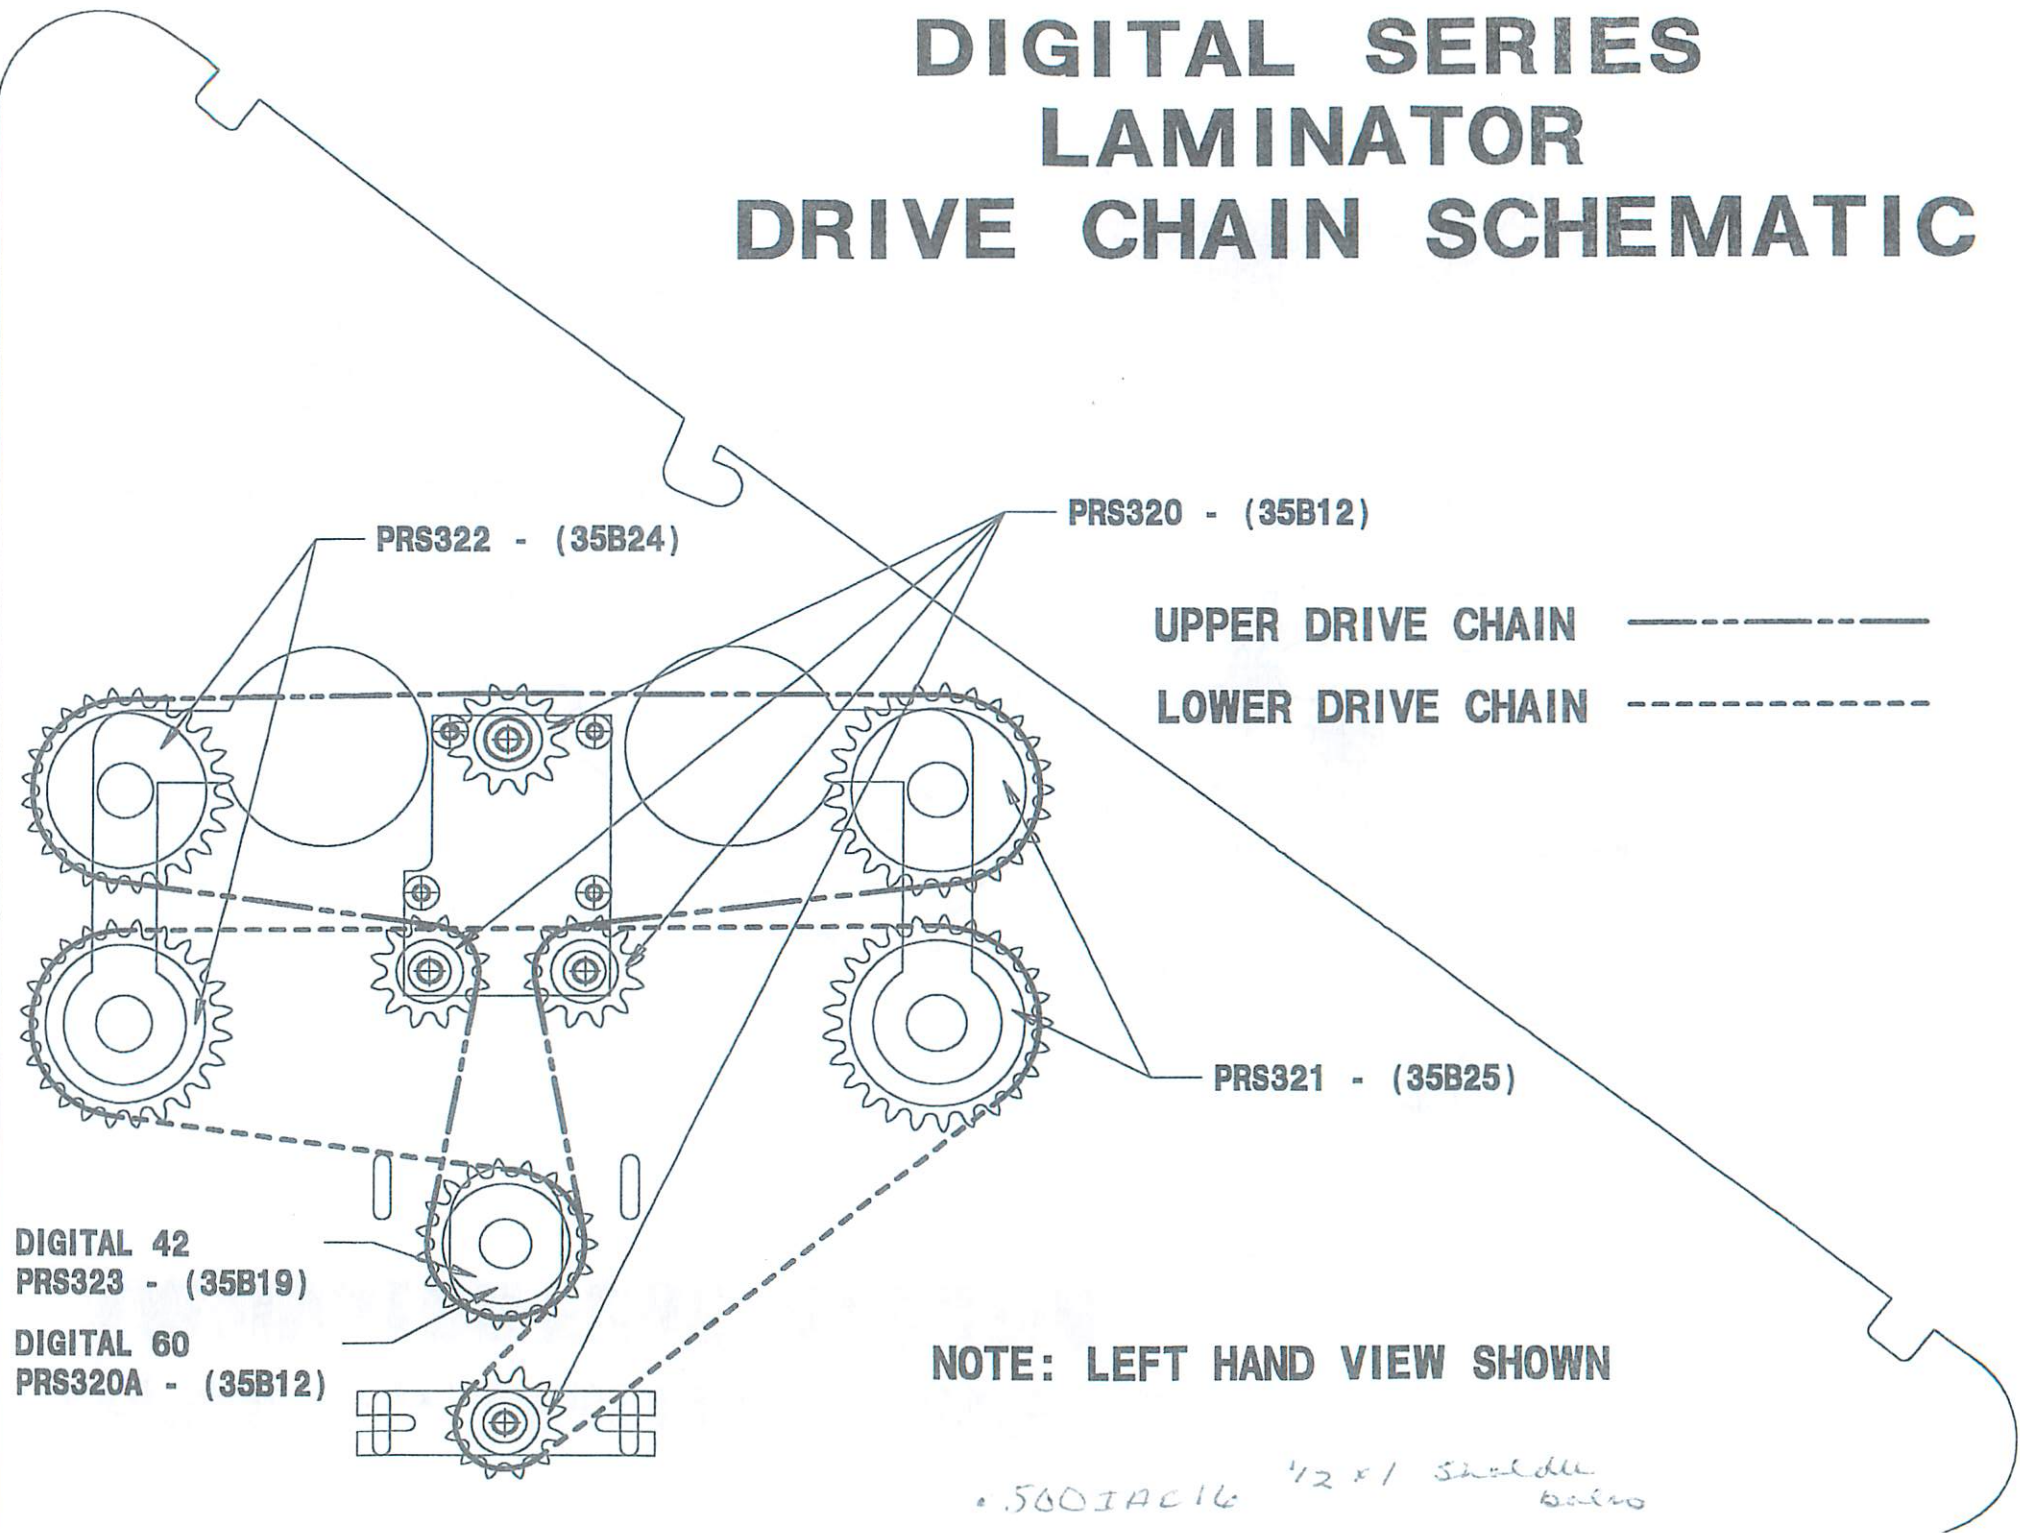 DIGITAL SERIES
LAMINATOR
DRIVE CHAIN SCHEMATIC
PRS322 - (35B24)
PRS320 - (35B12)
UPPER DRIVE CHAIN
LOWER DRIVE CHAIN
PRS321 - (35B25)
DIGITAL 42
PRS323 - (35B19)
DIGITAL 60
PRS320A - (35B12)
NOTE: LEFT HAND VIEW SHOWN
1/2 x 1